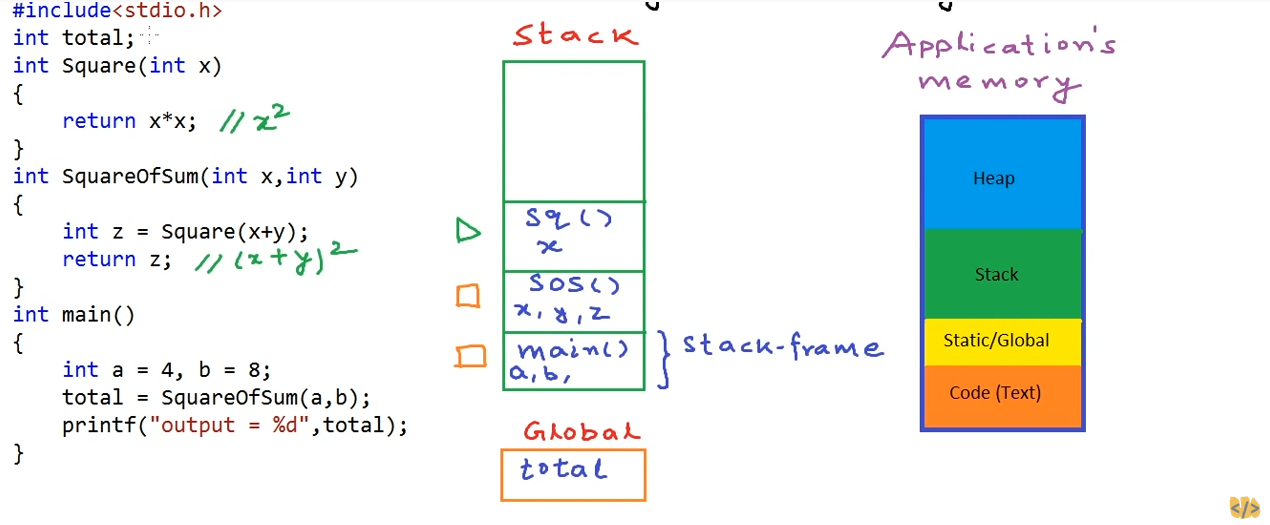 #include<stdio.h>
int total;
int Square(int x)
{
    return x*x; // x²
}
int SquareOfSum(int x,int y)
{
    int z = Square(x+y);
    return z; // (x+y)²
}
int main()
{
    int a = 4, b = 8;
    total = SquareOfSum(a,b);
    printf("output = %d",total);
}
Stack
Sq()
x
SOS()
x, y, z
main()
a, b,
stack-frame
Global
total
Application's
memory
Heap
Stack
Static/Global
Code (Text)
</>